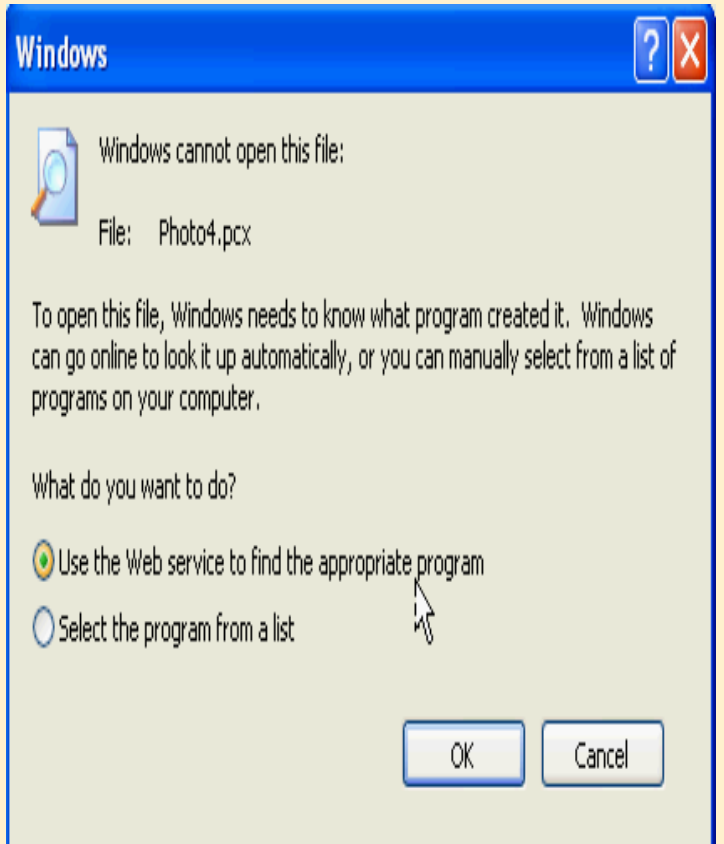 Windows
?
Windows cannot open this file:
File: Photo4.pcx
To open this file, Windows needs to know what program created it. Windows
can go online to look it up automatically, or you can manually select from a list of
programs on your computer.
What do you want to do?
Use the Web service to find the appropriate program
Select the program from a list
OK Cancel